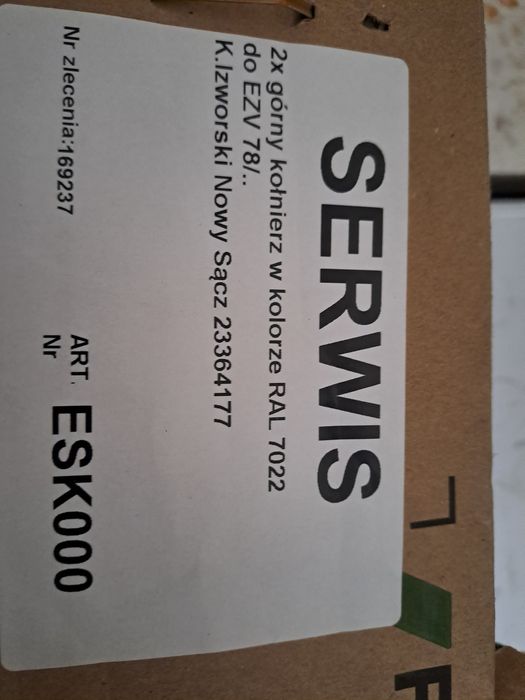 SERWIS
2x górny kołnierz w kolorze RAL 7022
do EZV 78/..
K.Izworski Nowy Sącz 23364177
Nr zlecenia:169237
ART.
Nr
ESK000